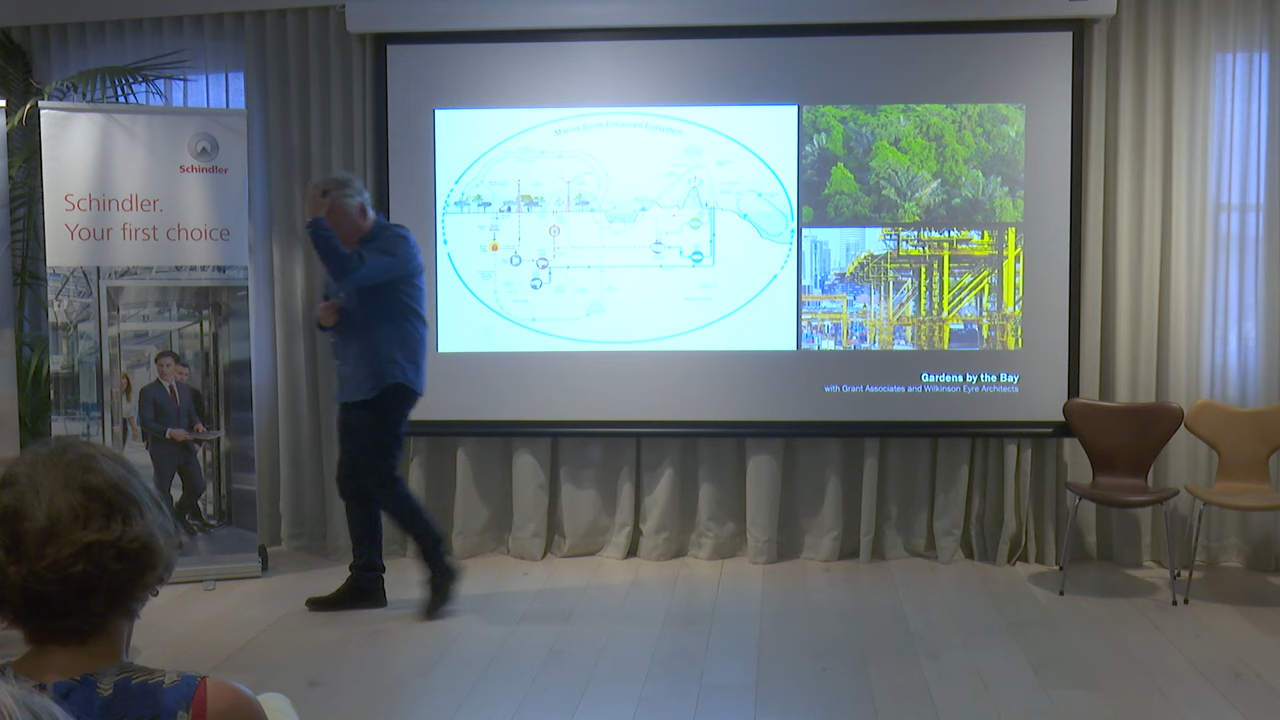 Schindler
Schindler.
Your first choice
Gardens by the Bay
with Grant Associates and Wilkinson Eyre Architects